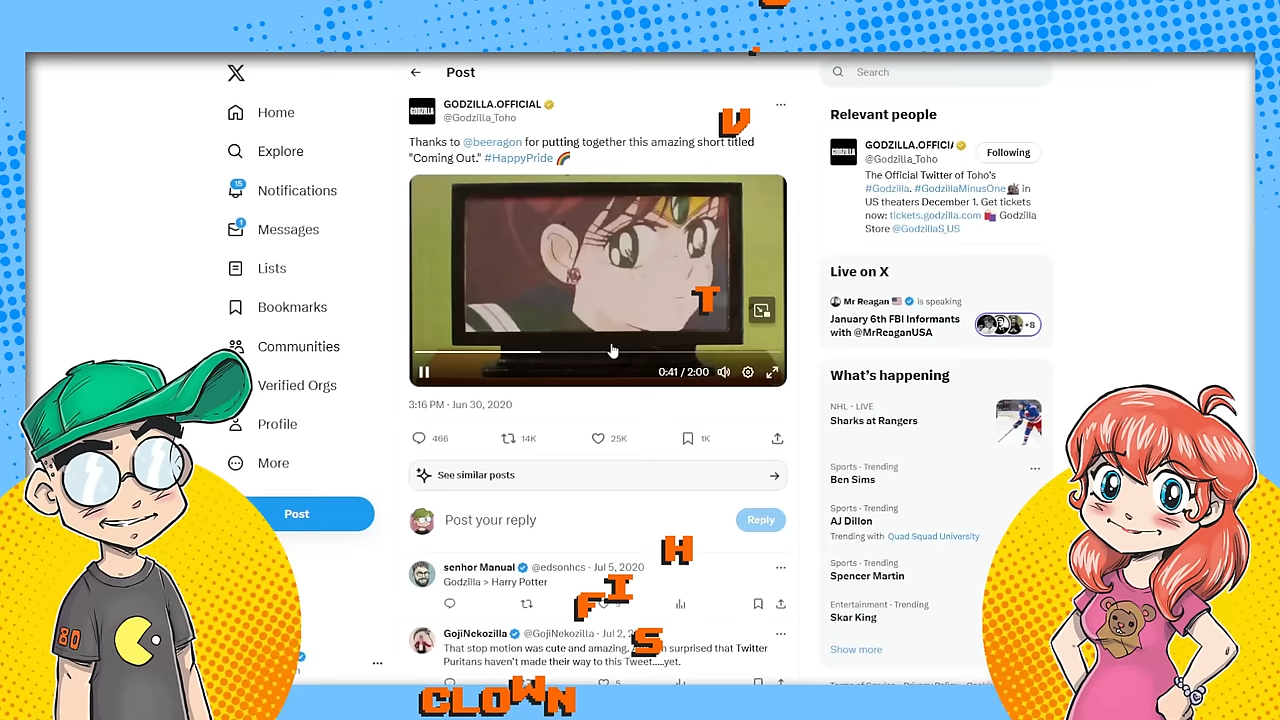 Post
Search
Home
Explore
15
Notifications
1
Messages
Lists
Bookmarks
Communities
Verified Orgs
Profile
More
Post
GODZILLA
GODZILLA.OFFICIAL
@Godzilla_Toho
Thanks to @beeragon for putting together this amazing short titled
"Coming Out." #HappyPride
0:41 / 2:00
3:16 PM · Jun 30, 2020
466 14K 25K 1K
See similar posts
Post your reply
Reply
senhor Manual @edsonhcs · Jul 5, 2020
Godzilla > Harry Potter
GojiNekozilla @GojiNekozilla · Jul 2, 2
That stop motion was cute and amazing, surprised that Twitter
Puritans haven't made their way to this Tweet.....yet.
5
Relevant people
GODZILLA
GODZILLA.OFFICIA
@Godzilla_Toho
Following
The Official Twitter of Toho's
#Godzilla. #GodzillaMinusOne in
US theaters December 1. Get tickets
now: tickets.godzilla.com Godzilla
Store @GodzillaS_US
Live on X
Mr Reagan is speaking
January 6th FBI Informants
with @MrReaganUSA
+8
What's happening
NHL · LIVE
Sharks at Rangers
Sports · Trending
Ben Sims
Sports · Trending
AJ Dillon
Trending with Quad Squad University
Sports · Trending
Spencer Martin
Entertainment · Trending
Skar King
Show more
V
T
H
F I
S
CLOWN
80